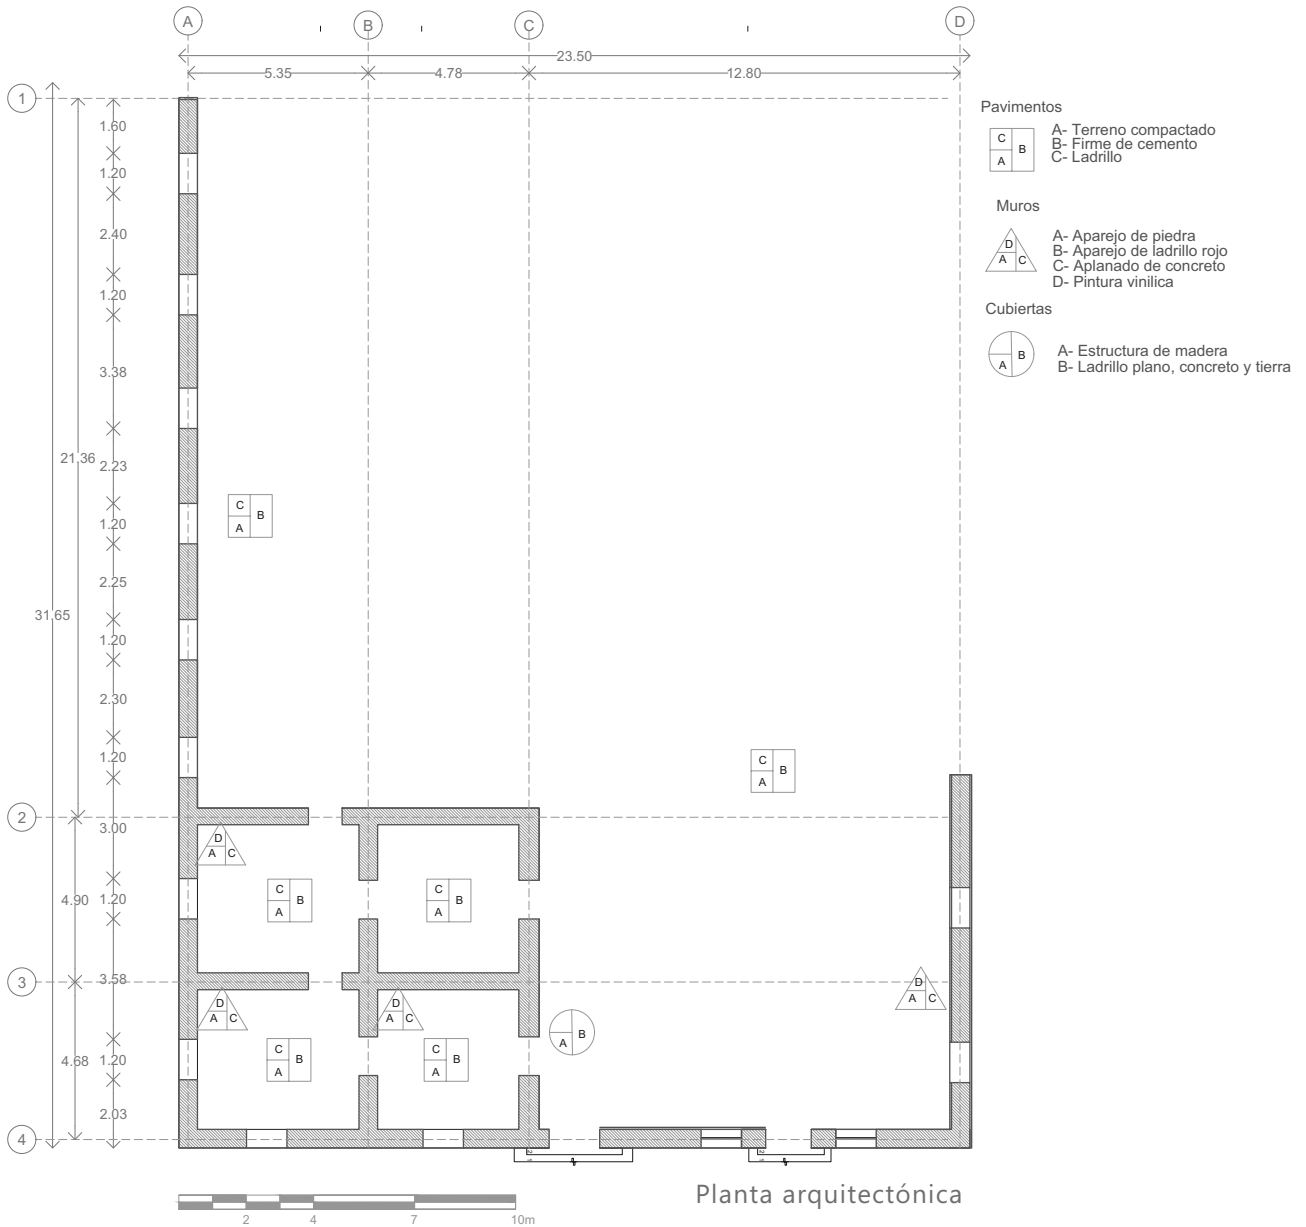 A B C D
23.50
5.35 4.78 12.80
1
1.60
1.20
2.40
1.20
3.38
21.36
2.23
1.20
2.25
31.65
1.20
2.30
1.20
2
3.00
4.90 1.20
3
3.58
4.68 1.20
2.03
4
Pavimentos
C B A
A- Terreno compactado
B- Firme de cemento
C- Ladrillo
Muros
D A C
A- Aparejo de piedra
B- Aparejo de ladrillo rojo
C- Aplanado de concreto
D- Pintura vinilica
Cubiertas
B A
A- Estructura de madera
B- Ladrillo plano, concreto y tierra
C B A
C B A
D A C
C B A
C B A
D A C
D A C
D A C
B A
C B A
C B A
2 4 7 10m
Planta arquitectónica